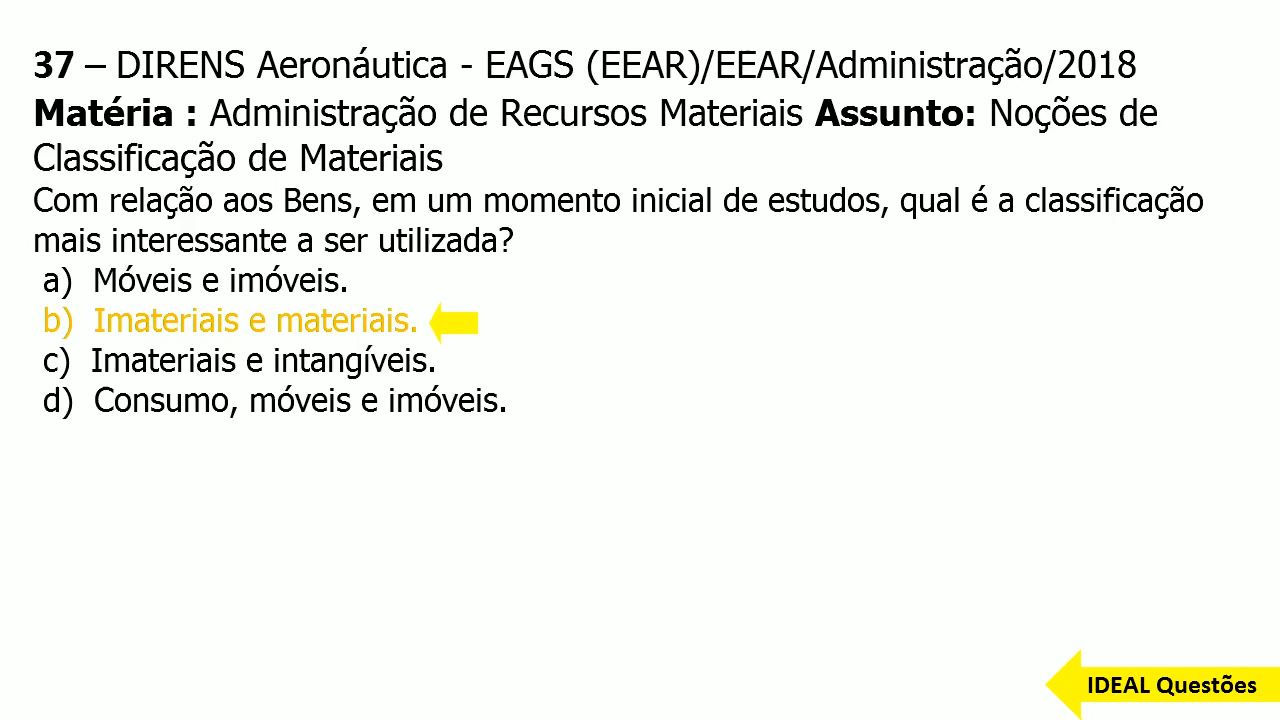 37 – DIRENS Aeronáutica - EAGS (EEAR)/EEAR/Administração/2018
Matéria : Administração de Recursos Materiais Assunto: Noções de
Classificação de Materiais
Com relação aos Bens, em um momento inicial de estudos, qual é a classificação
mais interessante a ser utilizada?
a) Móveis e imóveis.
b) Imateriais e materiais.
c) Imateriais e intangíveis.
d) Consumo, móveis e imóveis.
IDEAL Questões